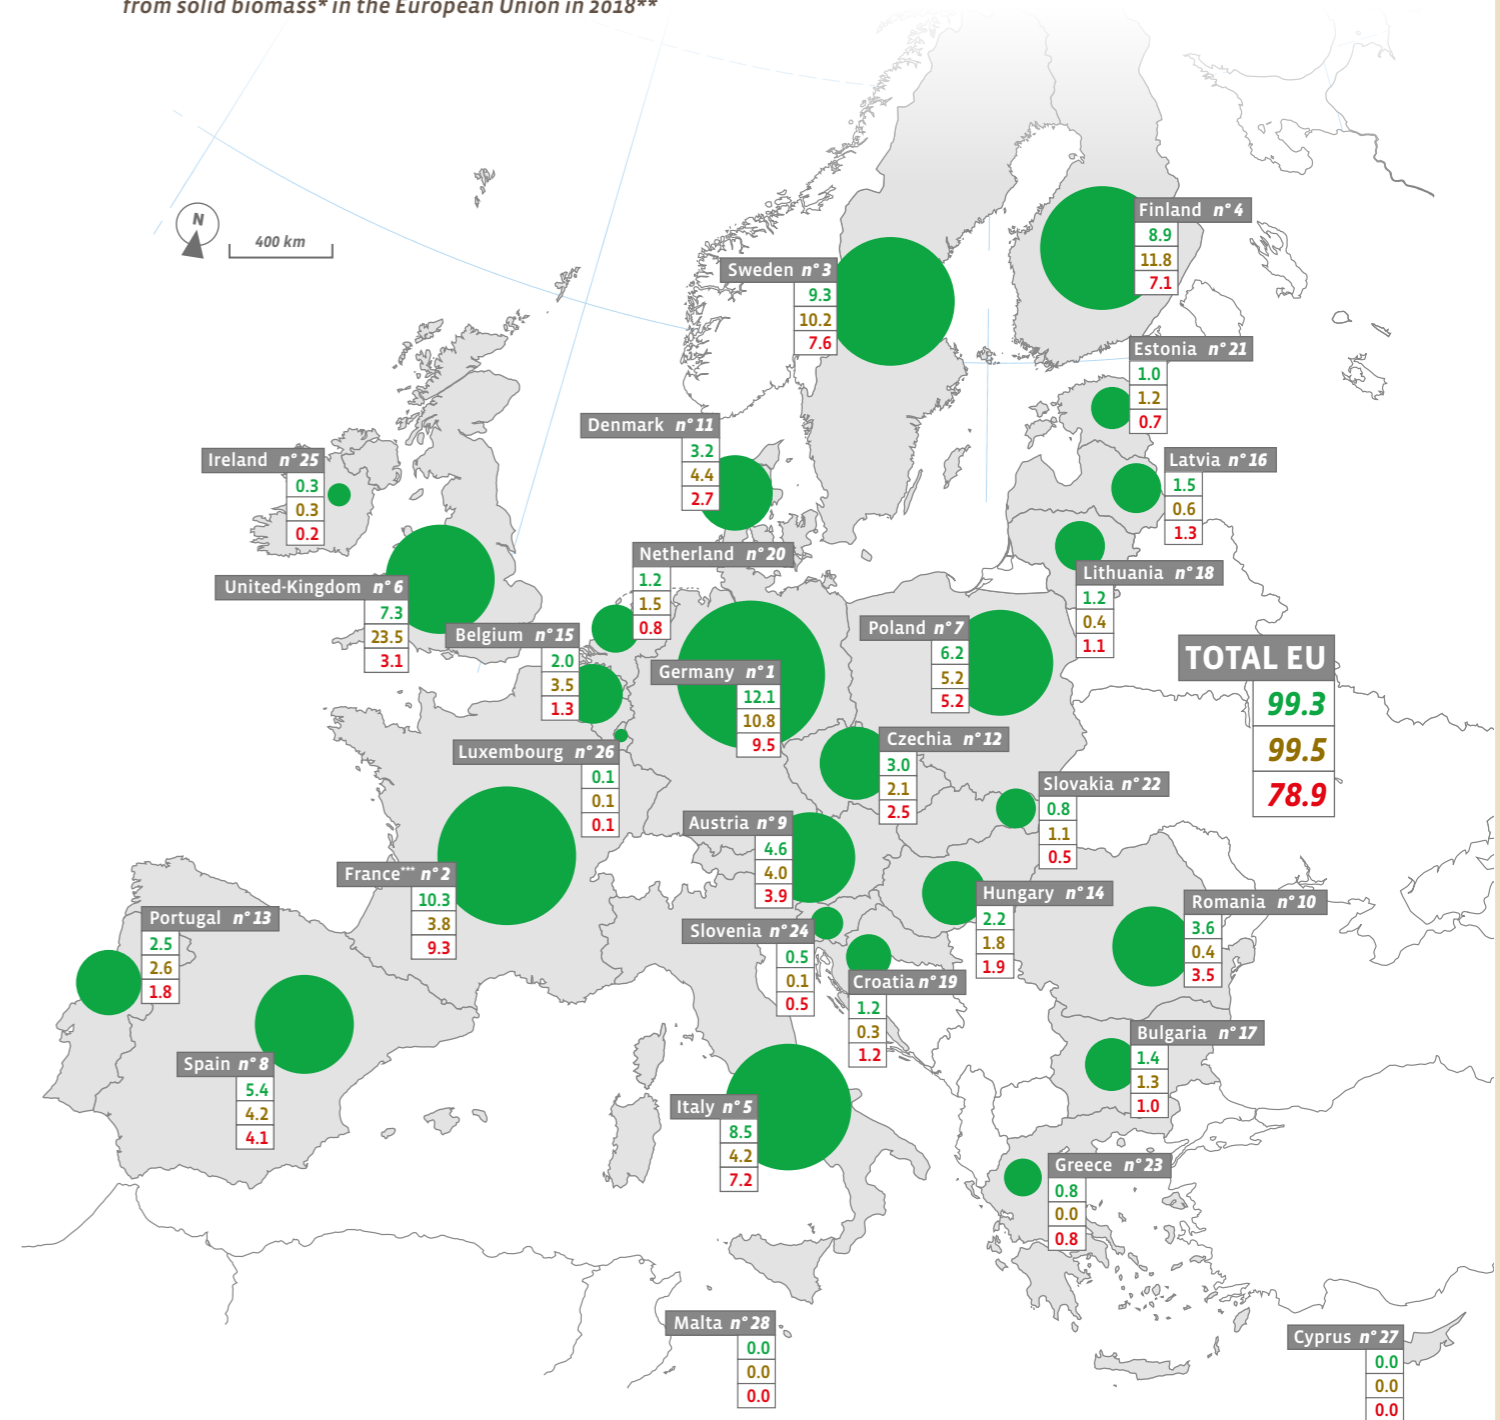 from solid biomass* in the European Union in 2018**
N
400 km
Finland n° 4
8.9
11.8
7.1
Sweden n° 3
9.3
10.2
7.6
Estonia n° 21
1.0
1.2
0.7
Denmark n° 11
3.2
4.4
2.7
Ireland n° 25
0.3
0.3
0.2
Latvia n° 16
1.5
0.6
1.3
Netherland n° 20
1.2
1.5
0.8
Lithuania n° 18
1.2
0.4
1.1
United-Kingdom n° 6
7.3
23.5
3.1
Belgium n° 15
2.0
3.5
1.3
Poland n° 7
6.2
5.2
5.2
Germany n° 1
12.1
10.8
9.5
TOTAL EU
99.3
99.5
78.9
Luxembourg n° 26
0.1
0.1
0.1
Czechia n° 12
3.0
2.1
2.5
Slovakia n° 22
0.8
1.1
0.5
Austria n° 9
4.6
4.0
3.9
France*** n° 2
10.3
3.8
9.3
Hungary n° 14
2.2
1.8
1.9
Romania n° 10
3.6
0.4
3.5
Portugal n° 13
2.5
2.6
1.8
Slovenia n° 24
0.5
0.1
0.5
Croatia n° 19
1.2
0.3
1.2
Bulgaria n° 17
1.4
1.3
1.0
Spain n° 8
5.4
4.2
4.1
Italy n° 5
8.5
4.2
7.2
Greece n° 23
0.8
0.0
0.8
Malta n° 28
0.0
0.0
0.0
Cyprus n° 27
0.0
0.0
0.0